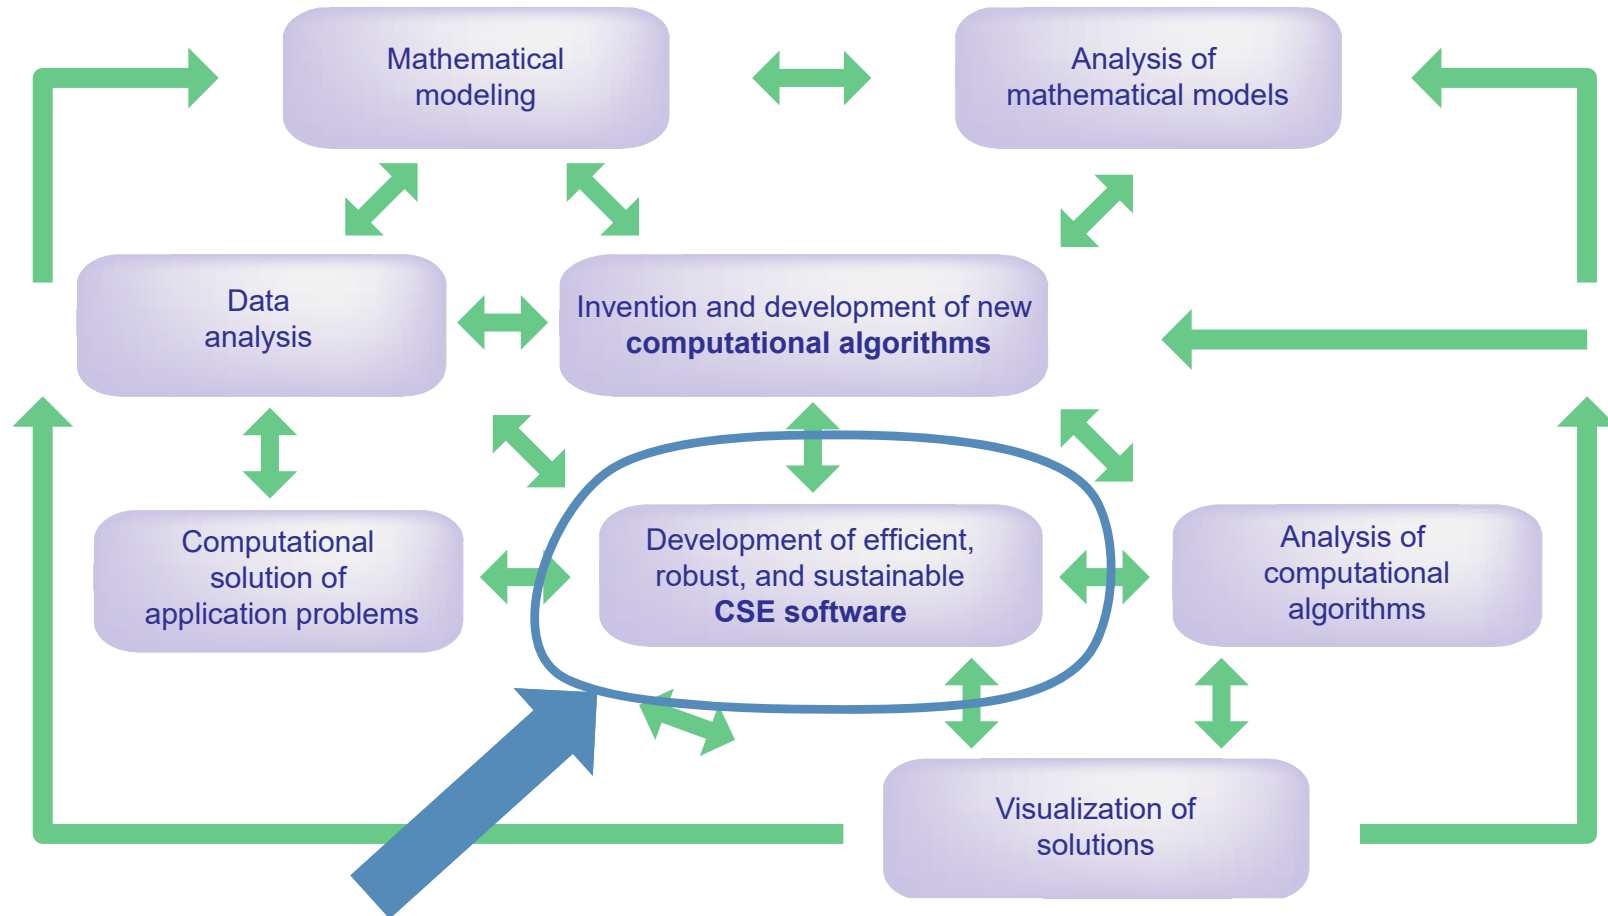 Mathematical
modeling
Analysis of
mathematical models
Data
analysis
Invention and development of new
computational algorithms
Computational
solution of
application problems
Development of efficient,
robust, and sustainable
CSE software
Analysis of
computational
algorithms
Visualization of
solutions